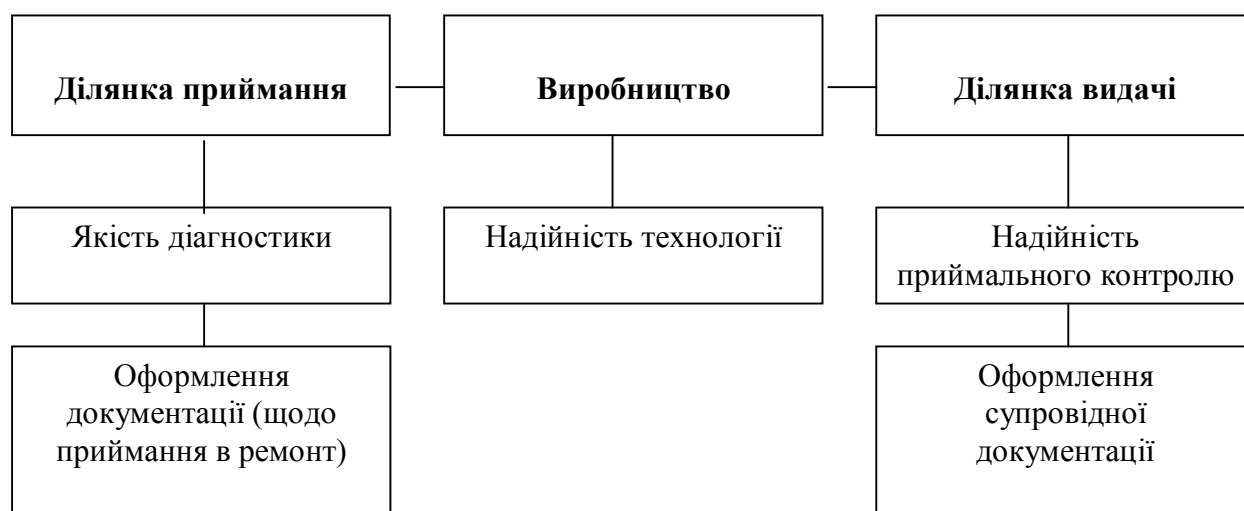 Ділянка приймання
Виробництво
Ділянка видачі
Якість діагностики
Надійність технології
Надійність
приймального контролю
Оформлення
документації (щодо
приймання в ремонт)
Оформлення
супровідної
документації